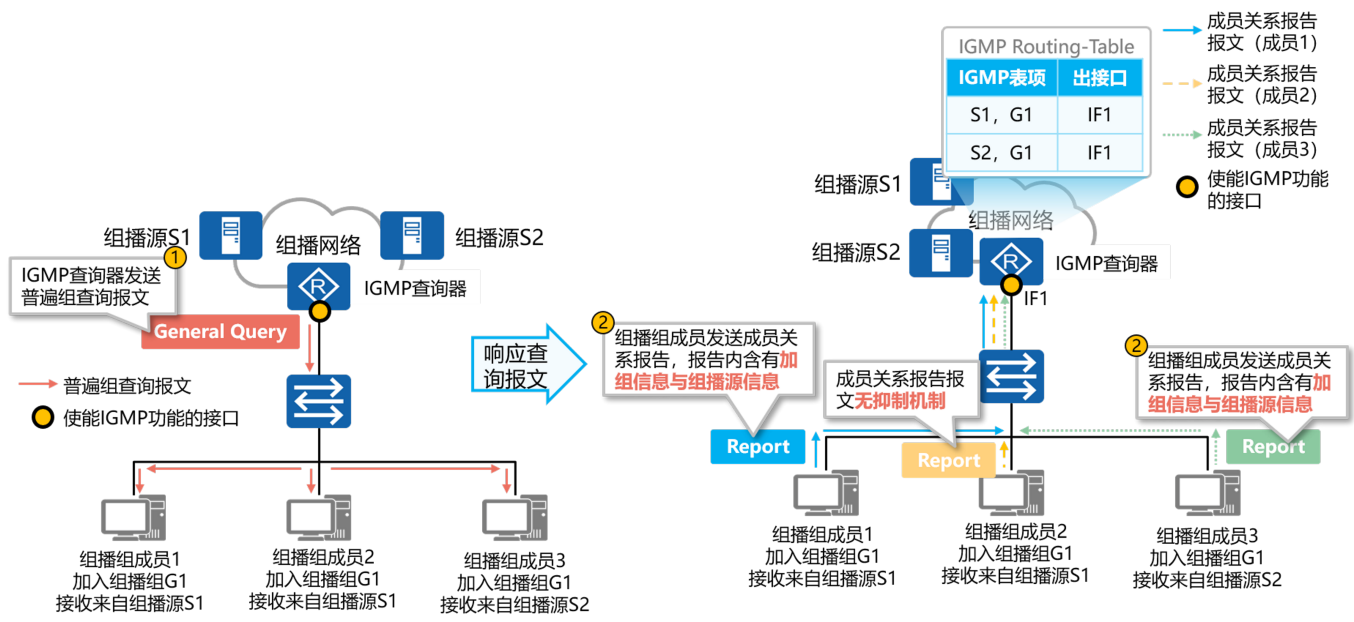 组播源S1
组播网络
组播源S2
1
IGMP查询器发送
普遍组查询报文
R
IGMP查询器
General Query
普遍组查询报文
使能IGMP功能的接口
组播组成员1
加入组播组G1
接收来自组播源S1
组播组成员2
加入组播组G1
接收来自组播源S1
组播组成员3
加入组播组G1
接收来自组播源S2
响应查
询报文
IGMP Routing-Table
IGMP表项
出接口
S1，G1
IF1
S2，G1
IF1
成员关系报告
报文（成员1）
成员关系报告
报文（成员2）
成员关系报告
报文（成员3）
使能IGMP功能
的接口
组播源S1
组播网络
组播源S2
R
IGMP查询器
IF1
2
组播组成员发送成员关
系报告，报告内含有加
组信息与组播源信息
成员关系报告报
文无抑制机制
2
组播组成员发送成员关
系报告，报告内含有加
组信息与组播源信息
Report
Report
Report
组播组成员1
加入组播组G1
接收来自组播源S1
组播组成员2
加入组播组G1
接收来自组播源S1
组播组成员3
加入组播组G1
接收来自组播源S2